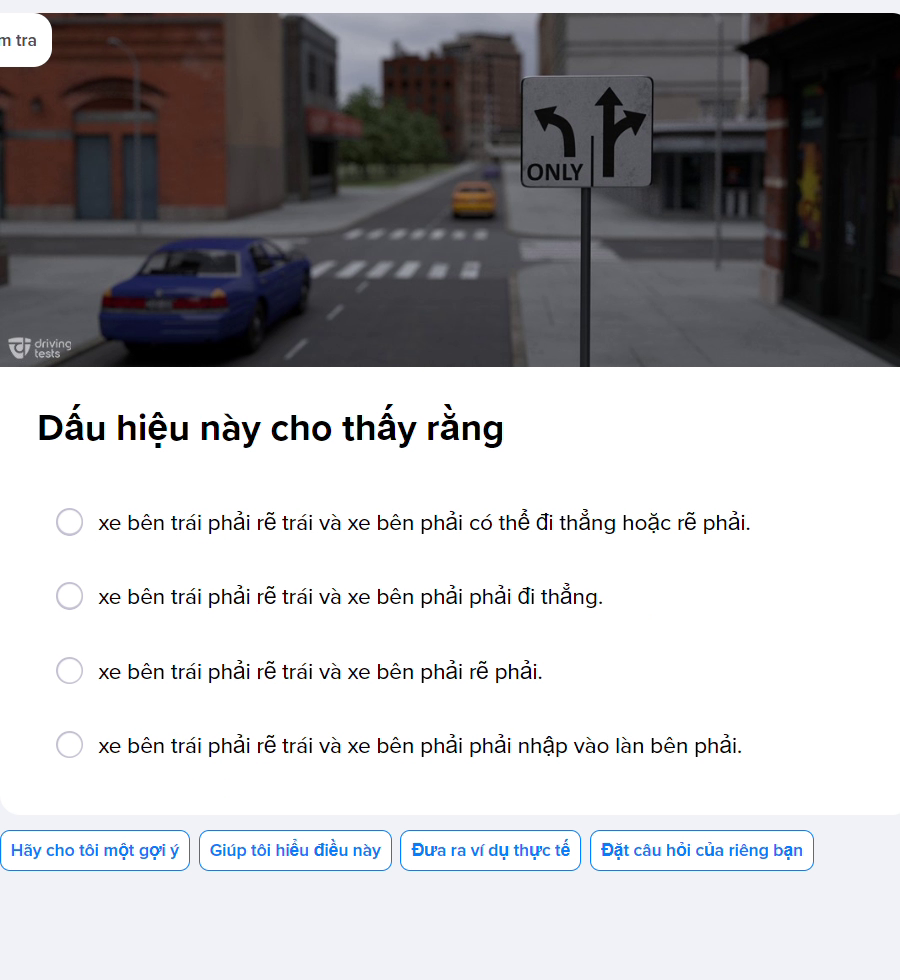 m tra
ONLY
driving
tests
Dấu hiệu này cho thấy rằng
xe bên trái phải rẽ trái và xe bên phải có thể đi thẳng hoặc rẽ phải.
xe bên trái phải rẽ trái và xe bên phải phải đi thẳng.
xe bên trái phải rẽ trái và xe bên phải rẽ phải.
xe bên trái phải rẽ trái và xe bên phải phải nhập vào làn bên phải.
Hãy cho tôi một gợi ý
Giúp tôi hiểu điều này
Đưa ra ví dụ thực tế
Đặt câu hỏi của riêng bạn